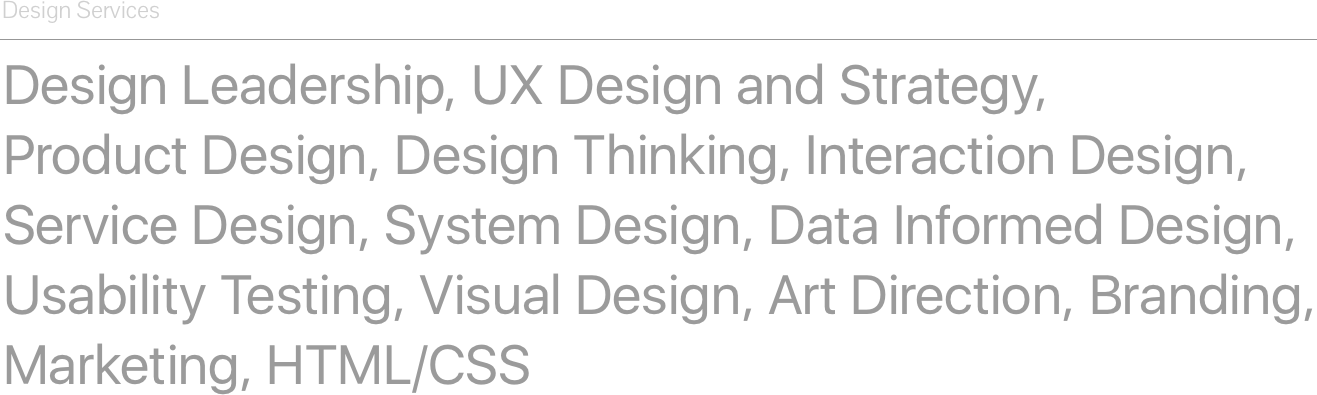 Design Services
Design Leadership, UX Design and Strategy,
Product Design, Design Thinking, Interaction Design,
Service Design, System Design, Data Informed Design,
Usability Testing, Visual Design, Art Direction, Branding,
Marketing, HTML/CSS